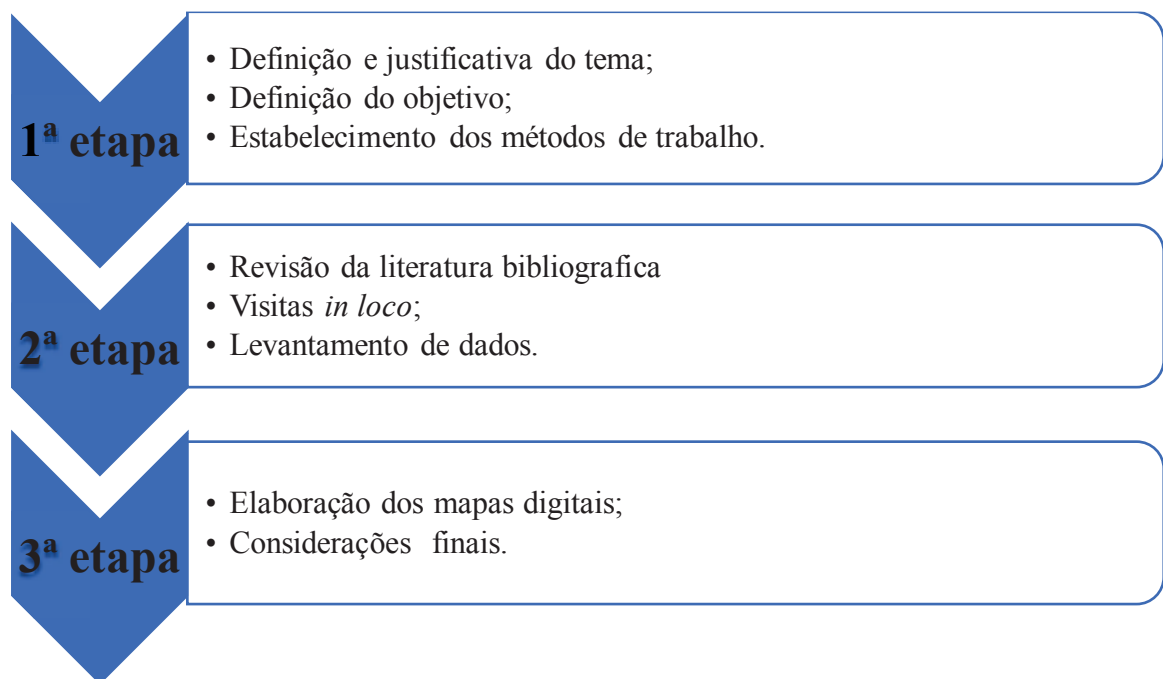 1ª etapa
• Definição e justificativa do tema;
• Definição do objetivo;
• Estabelecimento dos métodos de trabalho.
2ª etapa
• Revisão da literatura bibliografica
• Visitas in loco;
• Levantamento de dados.
3ª etapa
• Elaboração dos mapas digitais;
• Considerações finais.